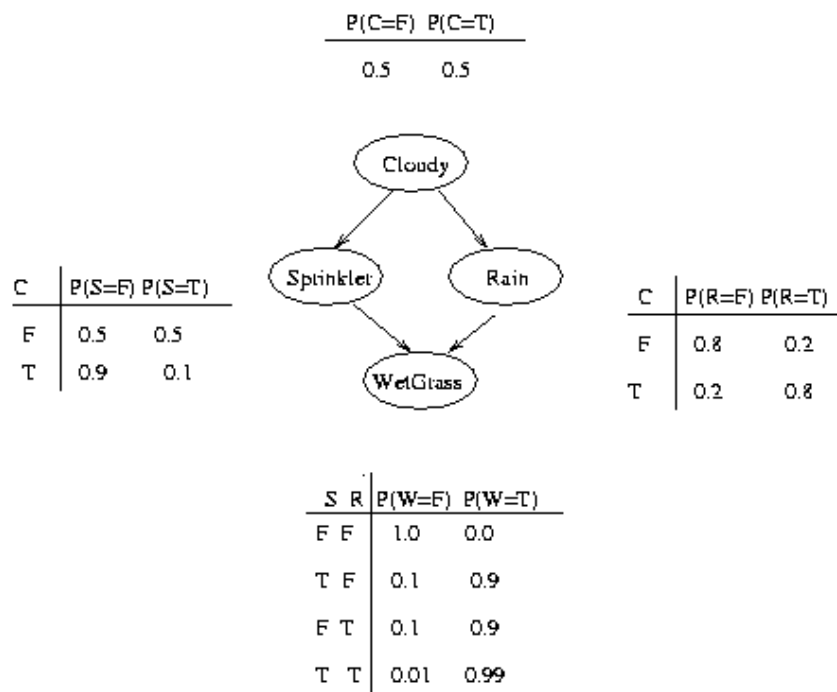 P(C=F) P(C=T)
0.5 0.5
Cloudy
Sprinkler
Rain
WetGrass
C P(S=F) P(S=T)
F 0.5 0.5
T 0.9 0.1
C P(R=F) P(R=T)
F 0.8 0.2
T 0.2 0.8
S R P(W=F) P(W=T)
F F 1.0 0.0
T F 0.1 0.9
F T 0.1 0.9
T T 0.01 0.99